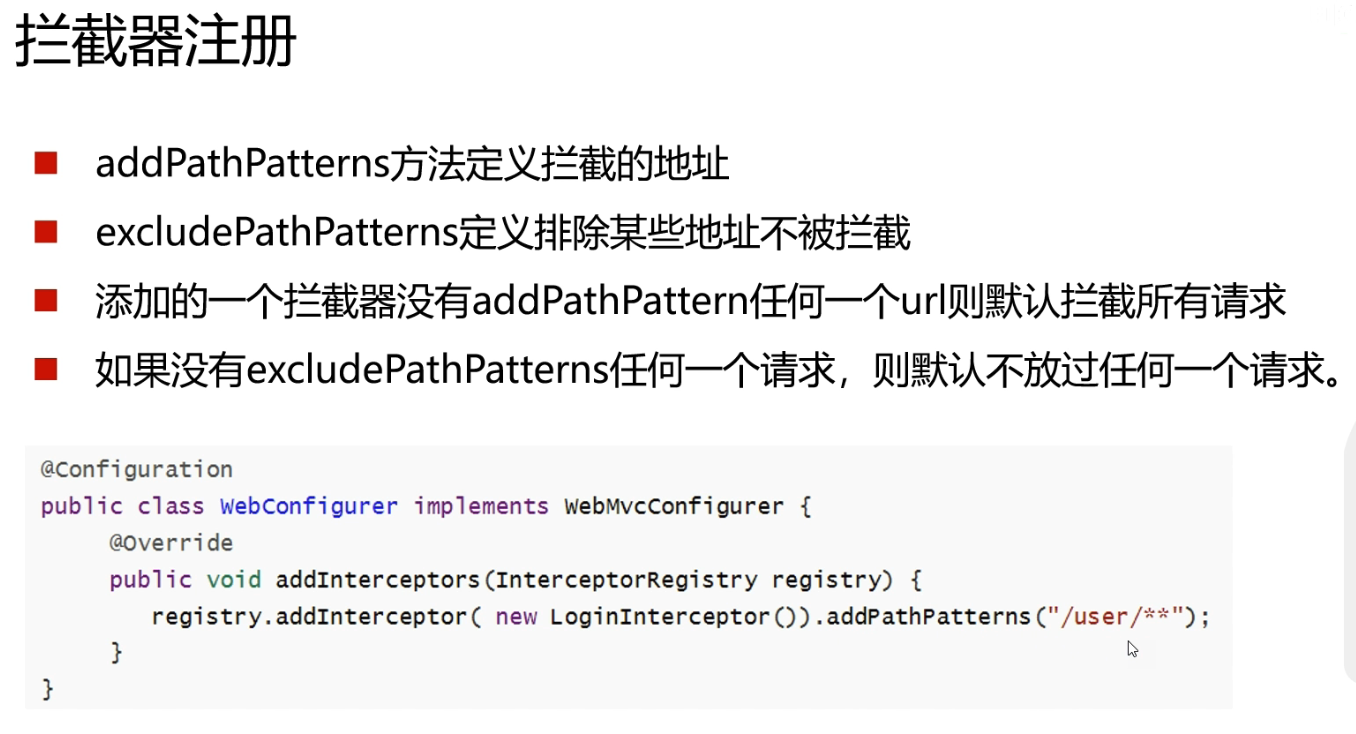 拦截器注册
addPathPatterns方法定义拦截的地址
excludePathPatterns定义排除某些地址不被拦截
添加的一个拦截器没有addPathPattern任何一个url则默认拦截所有请求
如果没有excludePathPatterns任何一个请求，则默认不放过任何一个请求。
@Configuration
public class WebConfigurer implements WebMvcConfigurer {
@Override
public void addInterceptors(InterceptorRegistry registry) {
registry.addInterceptor( new LoginInterceptor()).addPathPatterns("/user/**");
}
}